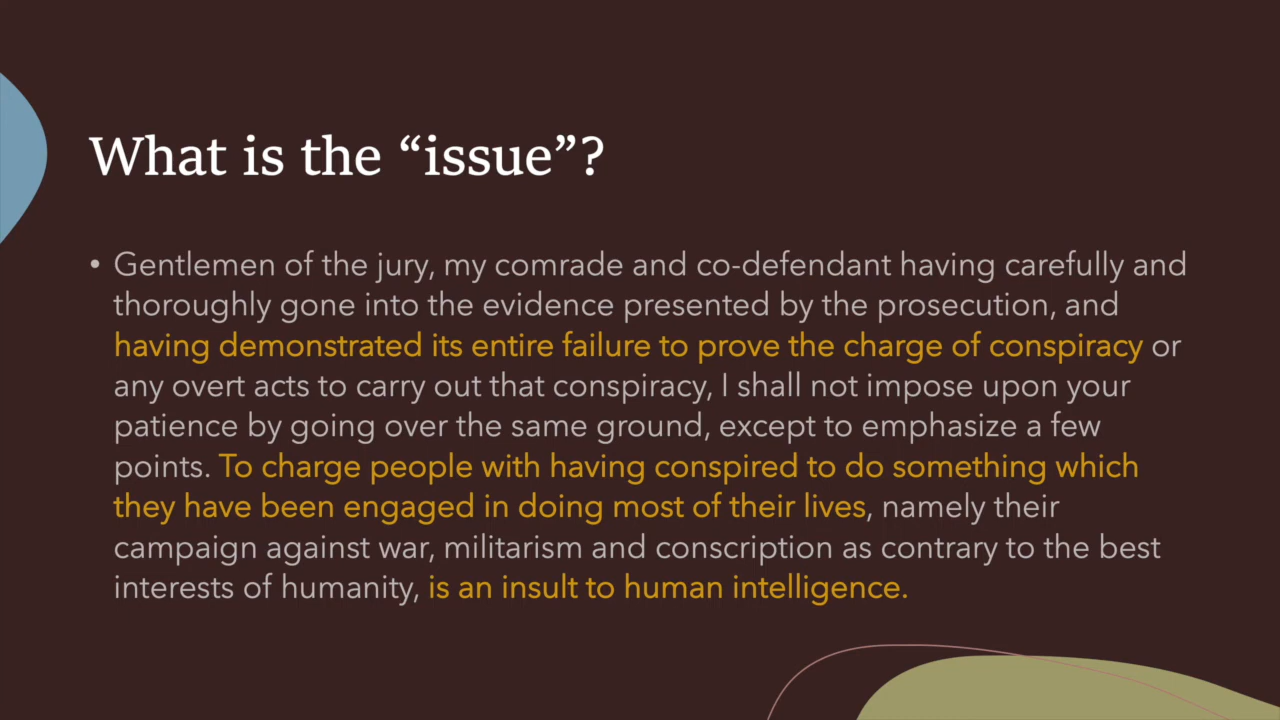 What is the “issue”?
• Gentlemen of the jury, my comrade and co-defendant having carefully and
thoroughly gone into the evidence presented by the prosecution, and
having demonstrated its entire failure to prove the charge of conspiracy or
any overt acts to carry out that conspiracy, I shall not impose upon your
patience by going over the same ground, except to emphasize a few
points. To charge people with having conspired to do something which
they have been engaged in doing most of their lives, namely their
campaign against war, militarism and conscription as contrary to the best
interests of humanity, is an insult to human intelligence.